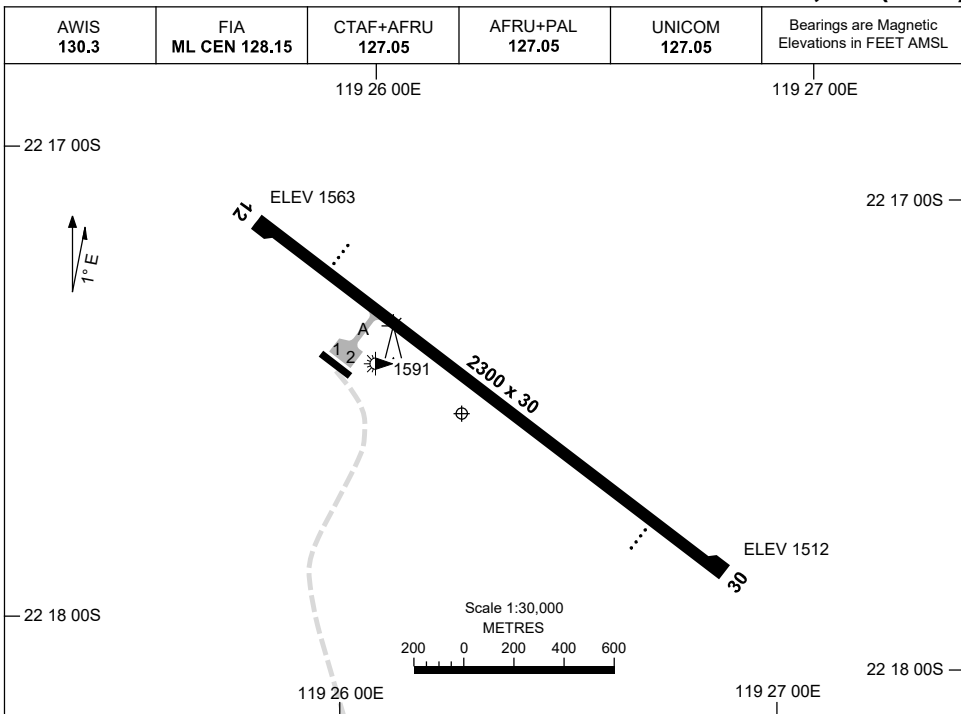 AWIS
130.3
FIA
ML CEN 128.15
CTAF+AFRU
127.05
AFRU+PAL
127.05
UNICOM
127.05
Bearings are Magnetic
Elevations in FEET AMSL
119 26 00E
119 27 00E
22 17 00S
22 17 00S
12
ELEV 1563
1° E
A
1 2
1591
2300 x 30
ELEV 1512
30
22 18 00S
Scale 1:30,000
METRES
200 0 200 400 600
22 18 00S
119 26 00E
119 27 00E